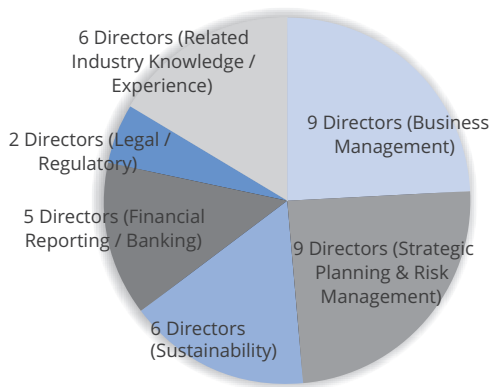 6 Directors (Related
Industry Knowledge /
Experience)
9 Directors (Business
Management)
2 Directors (Legal /
Regulatory)
5 Directors (Financial
Reporting / Banking)
9 Directors (Strategic
Planning & Risk
Management)
6 Directors
(Sustainability)